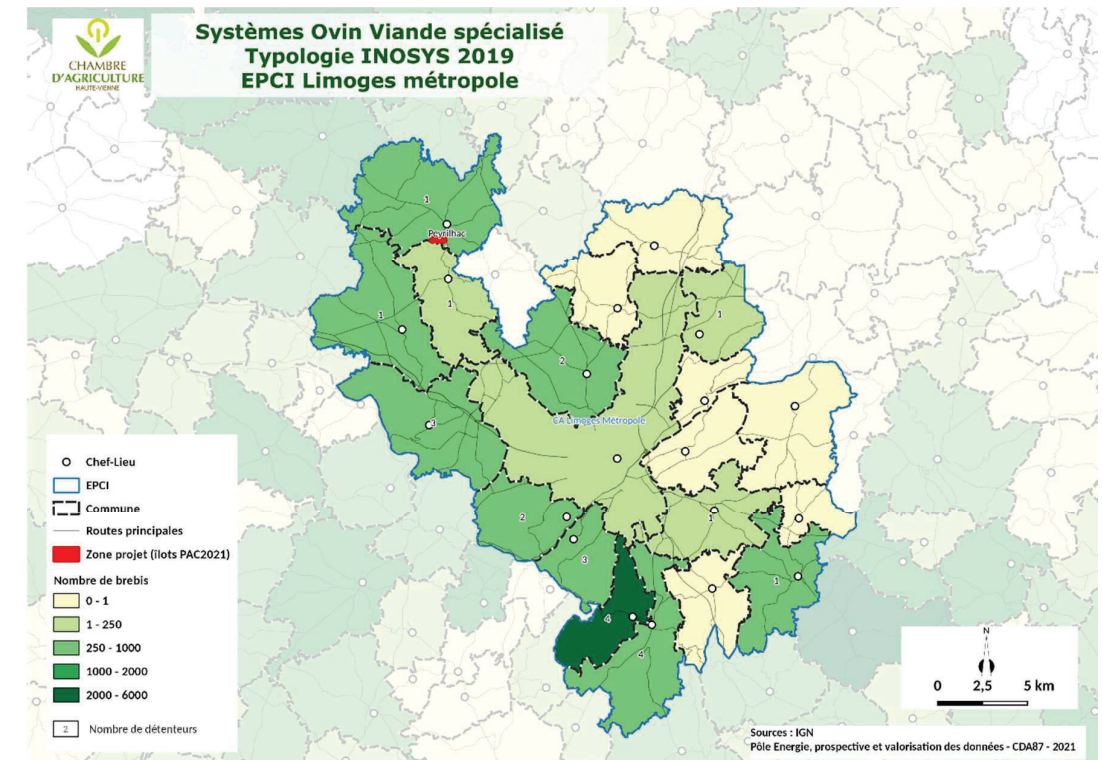 CHAMBRE
D'AGRICULTURE
HAUTE-VIENNE
Systèmes Ovin Viande spécialisé
Typologie INOSYS 2019
EPCI Limoges métropole
1
Peyrilhac
1
1
1
2
3
CA Limoges Métropole
2
1
3
1
4
4
Chef-Lieu
EPCI
Commune
Routes principales
Zone projet (îlots PAC2021)
Nombre de brebis
0 - 1
1 - 250
250 - 1000
1000 - 2000
2000 - 6000
2 Nombre de détenteurs
N
0 2,5 5 km
Sources : IGN
Pôle Energie, prospective et valorisation des données - CDA87 - 2021